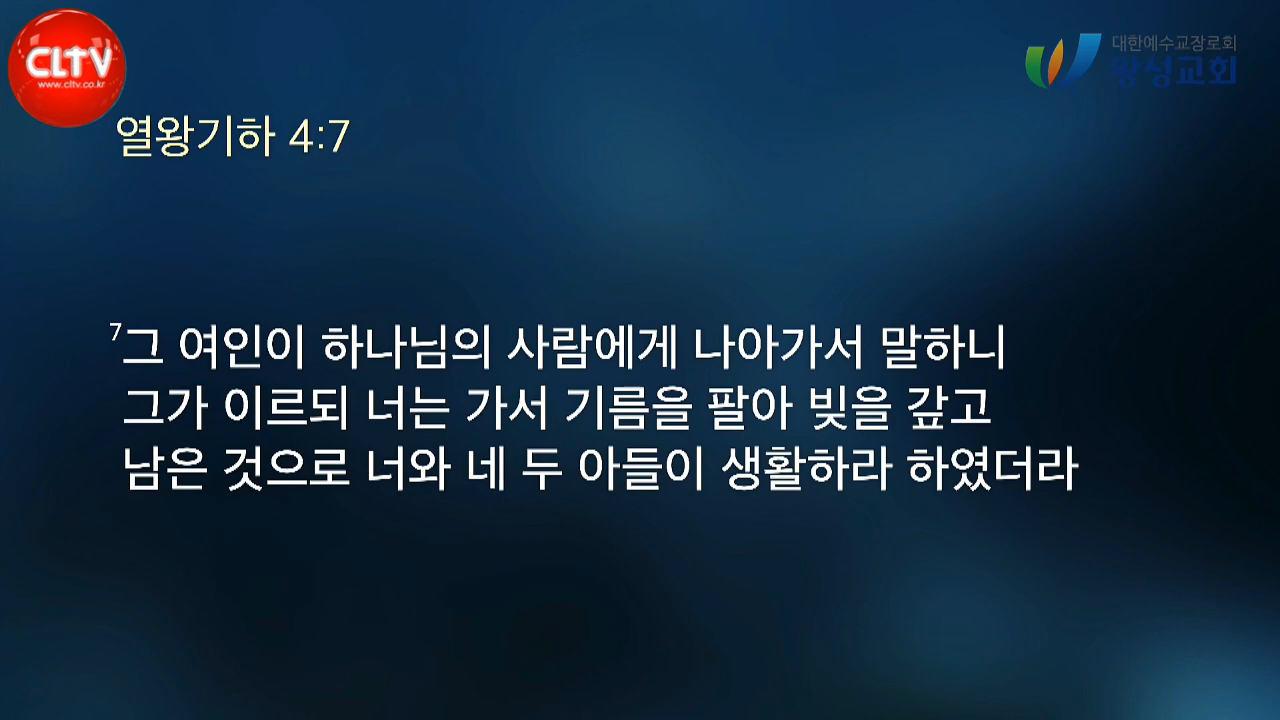 CLTV
www.cltv.co.kr
대한예수교장로회
왕성교회
열왕기하 4:7
7그 여인이 하나님의 사람에게 나아가서 말하니
그가 이르되 너는 가서 기름을 팔아 빚을 갚고
남은 것으로 너와 네 두 아들이 생활하라 하였더라